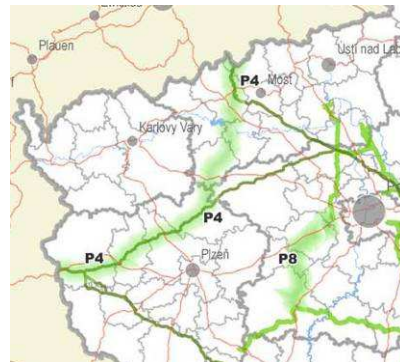 Plauen
Ústí nad Lab
P4
Most
Karlovy Vary
P4
P4
Plzeň
P8